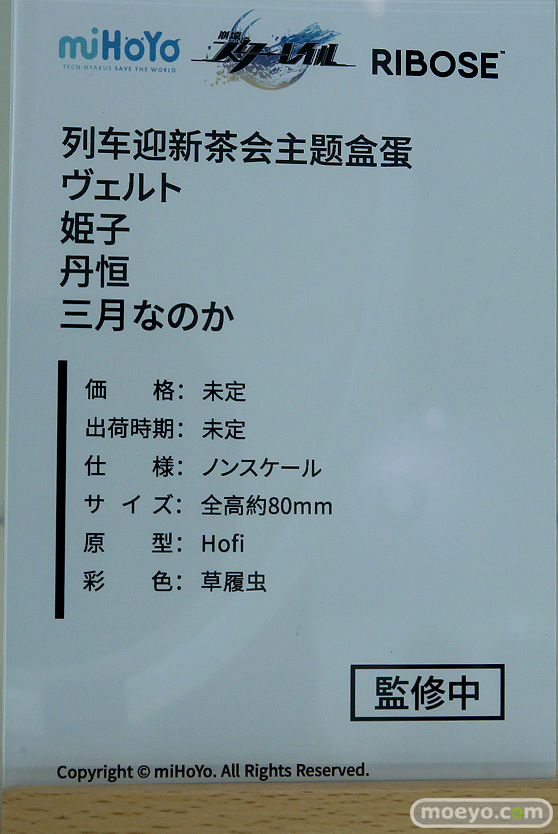 miHoYo
TECH OTAKUS SAVE THE WORLD
崩壊
スターレイル
RIBOSE™
列车迎新茶会主题盒蛋
ヴェルト
姫子
丹恒
三月なのか
価　格： 未定
出荷時期： 未定
仕　様： ノンスケール
サイズ： 全高約80mm
原　型： Hofi
彩　色： 草履虫
監修中
Copyright © miHoYo. All Rights Reserved.
moeyo.com